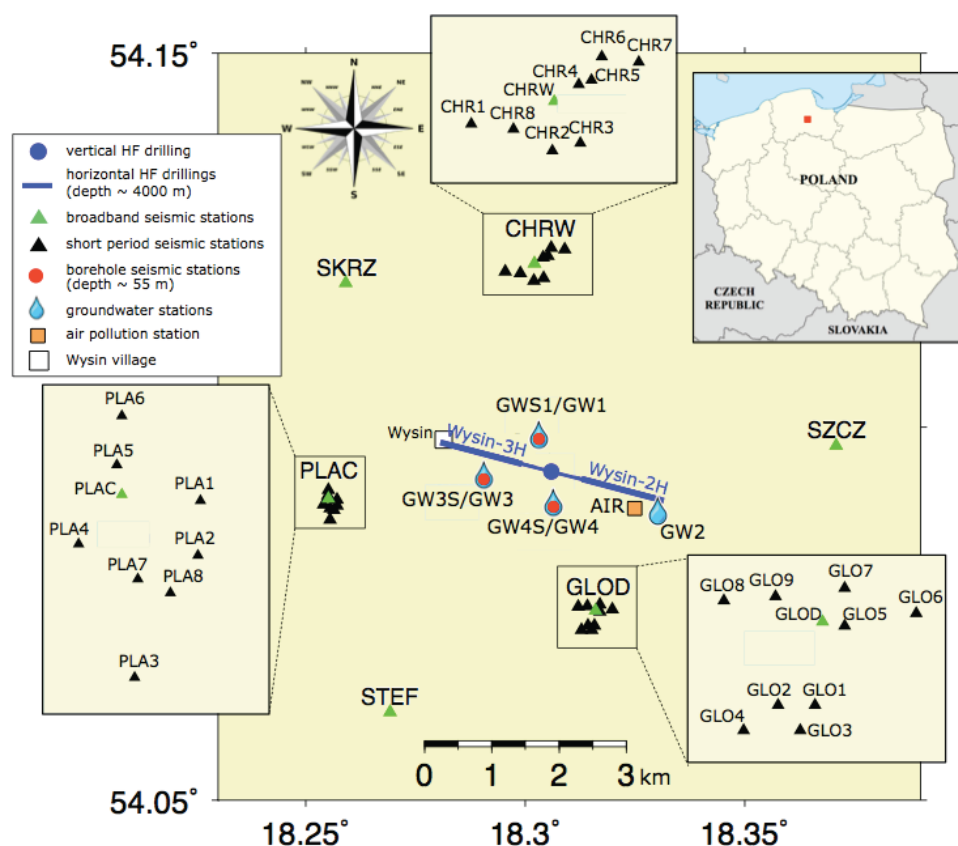 54.15°
CHR6
CHR7
CHR4
CHR5
CHRW
CHR1
CHR8
CHR2
CHR3
N
E
S
W
POLAND
CZECH
REPUBLIC
SLOVAKIA
vertical HF drilling
horizontal HF drillings
(depth ~ 4000 m)
broadband seismic stations
short period seismic stations
borehole seismic stations
(depth ~ 55 m)
groundwater stations
air pollution station
Wysin village
CHRW
SKRZ
SZCZ
GWS1/GW1
Wysin
Wysin-3H
Wysin-2H
PLAC
GW3S/GW3
GW4S/GW4
AIR
GW2
GLOD
STEF
PLA6
PLA5
PLAC
PLA1
PLA4
PLA2
PLA7
PLA8
PLA3
GLO7
GLO9
GLO8
GLO6
GLOD
GLO5
GLO2
GLO1
GLO4
GLO3
0 1 2 3 km
54.05°
18.25° 18.3° 18.35°